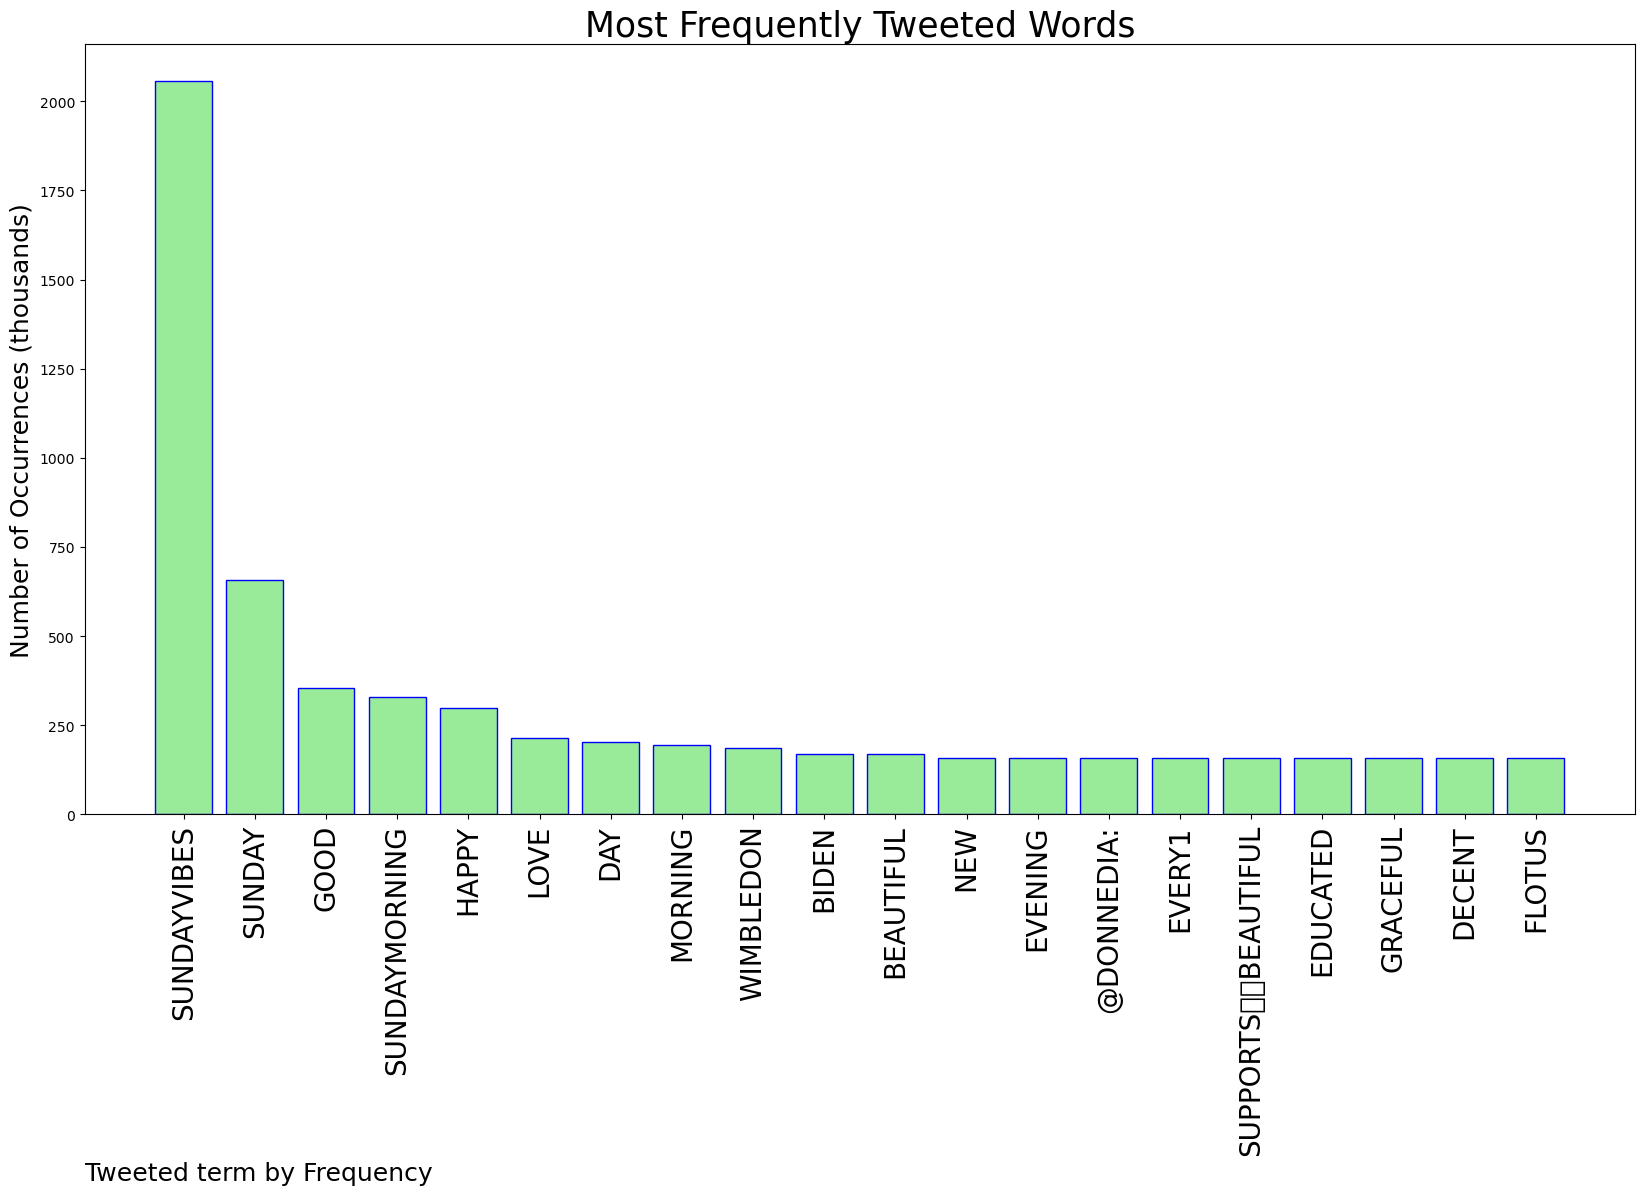 Most Frequently Tweeted Words
Number of Occurrences (thousands)
2000
1750
1500
1250
1000
750
500
250
0
SUNDAYVIBES
SUNDAY
GOOD
SUNDAYMORNING
HAPPY
LOVE
DAY
MORNING
WIMBLEDON
BIDEN
BEAUTIFUL
NEW
EVENING
@DONNEDIA:
EVERY1
SUPPORTS▯▯BEAUTIFUL
EDUCATED
GRACEFUL
DECENT
FLOTUS
Tweeted term by Frequency